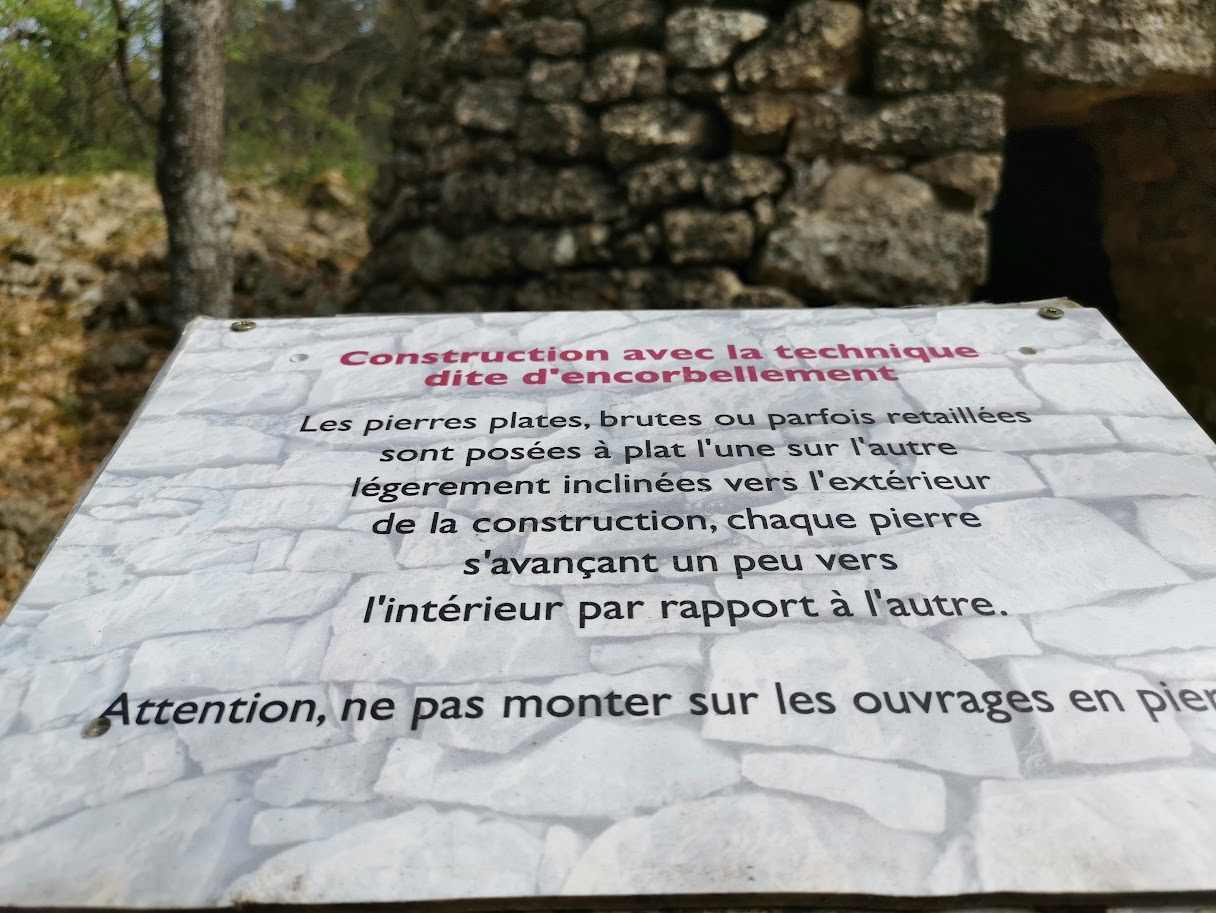 Construction avec la technique
dite d'encorbellement
Les pierres plates, brutes ou parfois retaillées
sont posées à plat l'une sur l'autre
légerement inclinées vers l'extérieur
de la construction, chaque pierre
s'avançant un peu vers
l'intérieur par rapport à l'autre.
Attention, ne pas monter sur les ouvrages en